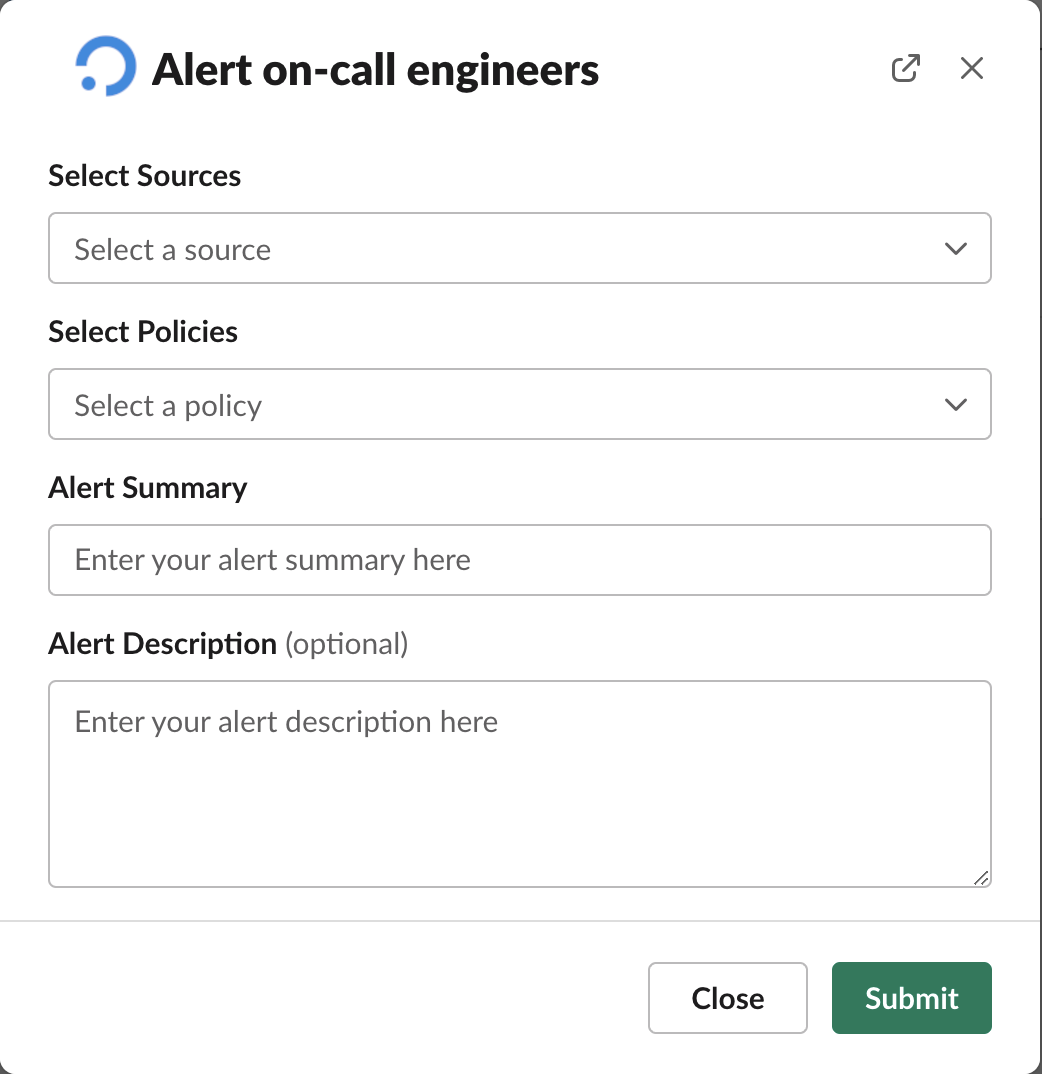 Alert on-call engineers
Select Sources
Select a source
Select Policies
Select a policy
Alert Summary
Enter your alert summary here
Alert Description (optional)
Enter your alert description here
Close
Submit